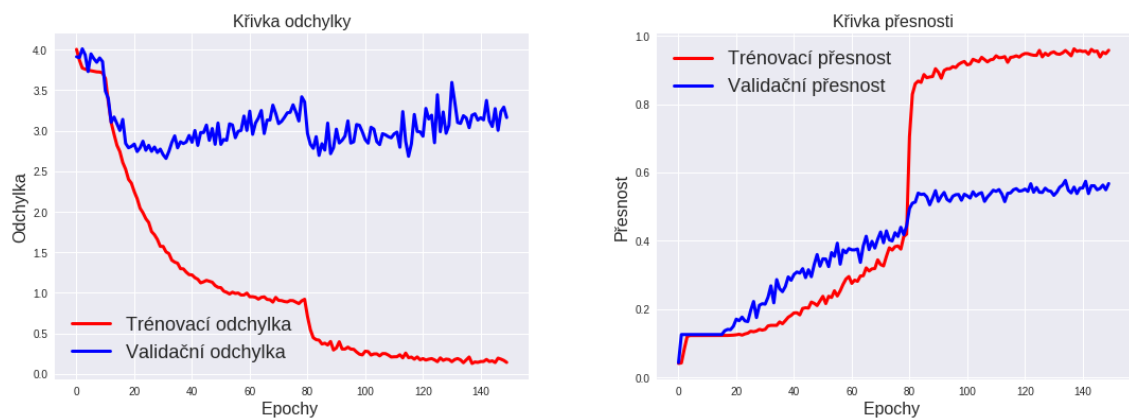 Křivka odchylky
4.0
3.5
3.0
2.5
2.0
1.5
1.0
0.5
0.0
Odchylka
Trénovací odchylka
Validační odchylka
0 20 40 60 80 100 120 140
Epochy
Křivka přesnosti
1.0
0.8
0.6
0.4
0.2
0.0
Přesnost
Trénovací přesnost
Validační přesnost
0 20 40 60 80 100 120 140
Epochy